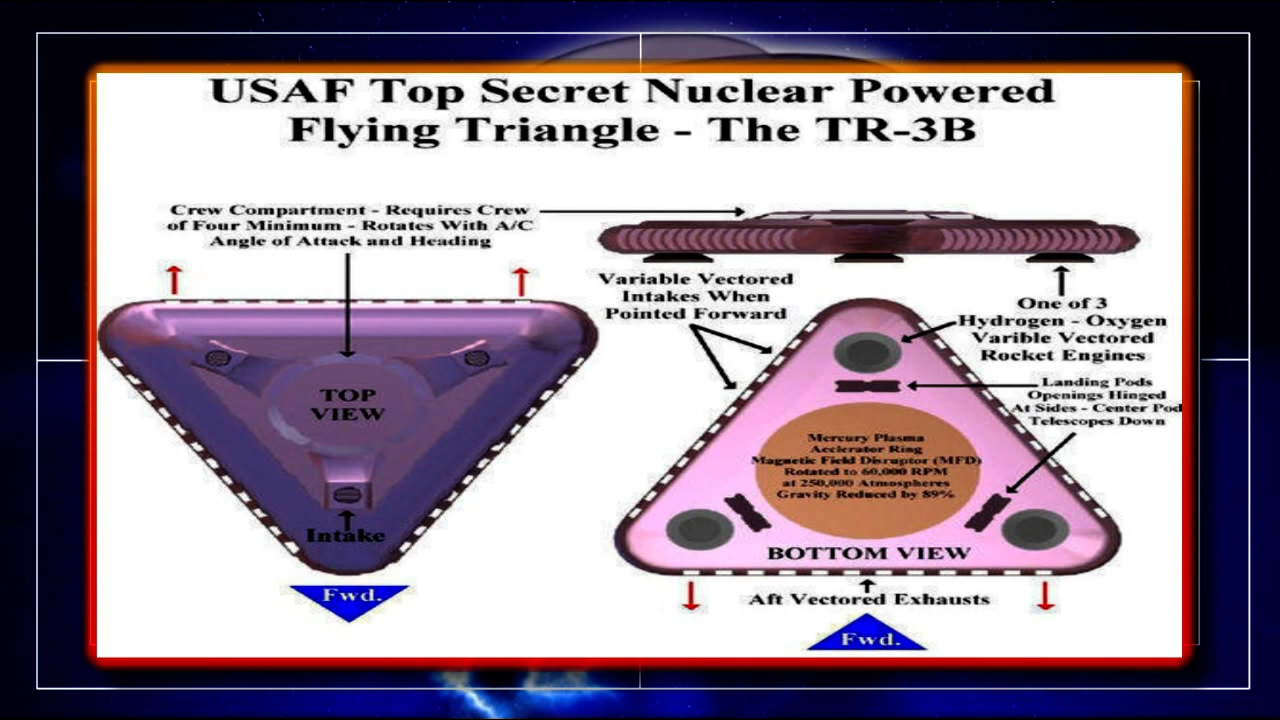 USAF Top Secret Nuclear Powered
Flying Triangle - The TR-3B
Crew Compartment - Requires Crew
of Four Minimum - Rotates With A/C
Angle of Attack and Heading
Variable Vectored
Intakes When
Pointed Forward
One of 3
Hydrogen - Oxygen
Varible Vectored
Rocket Engines
Landing Pods
Openings Hinged
At Sides - Center Pod
Telescopes Down
TOP
VIEW
Intake
Fwd.
Mercury Plasma
Acclerator Ring
Magnetic Field Disruptor (MFD)
Rotated to 60,000 RPM
at 250,000 Atmospheres
Gravity Reduced by 89%
BOTTOM VIEW
Aft Vectored Exhausts
Fwd.